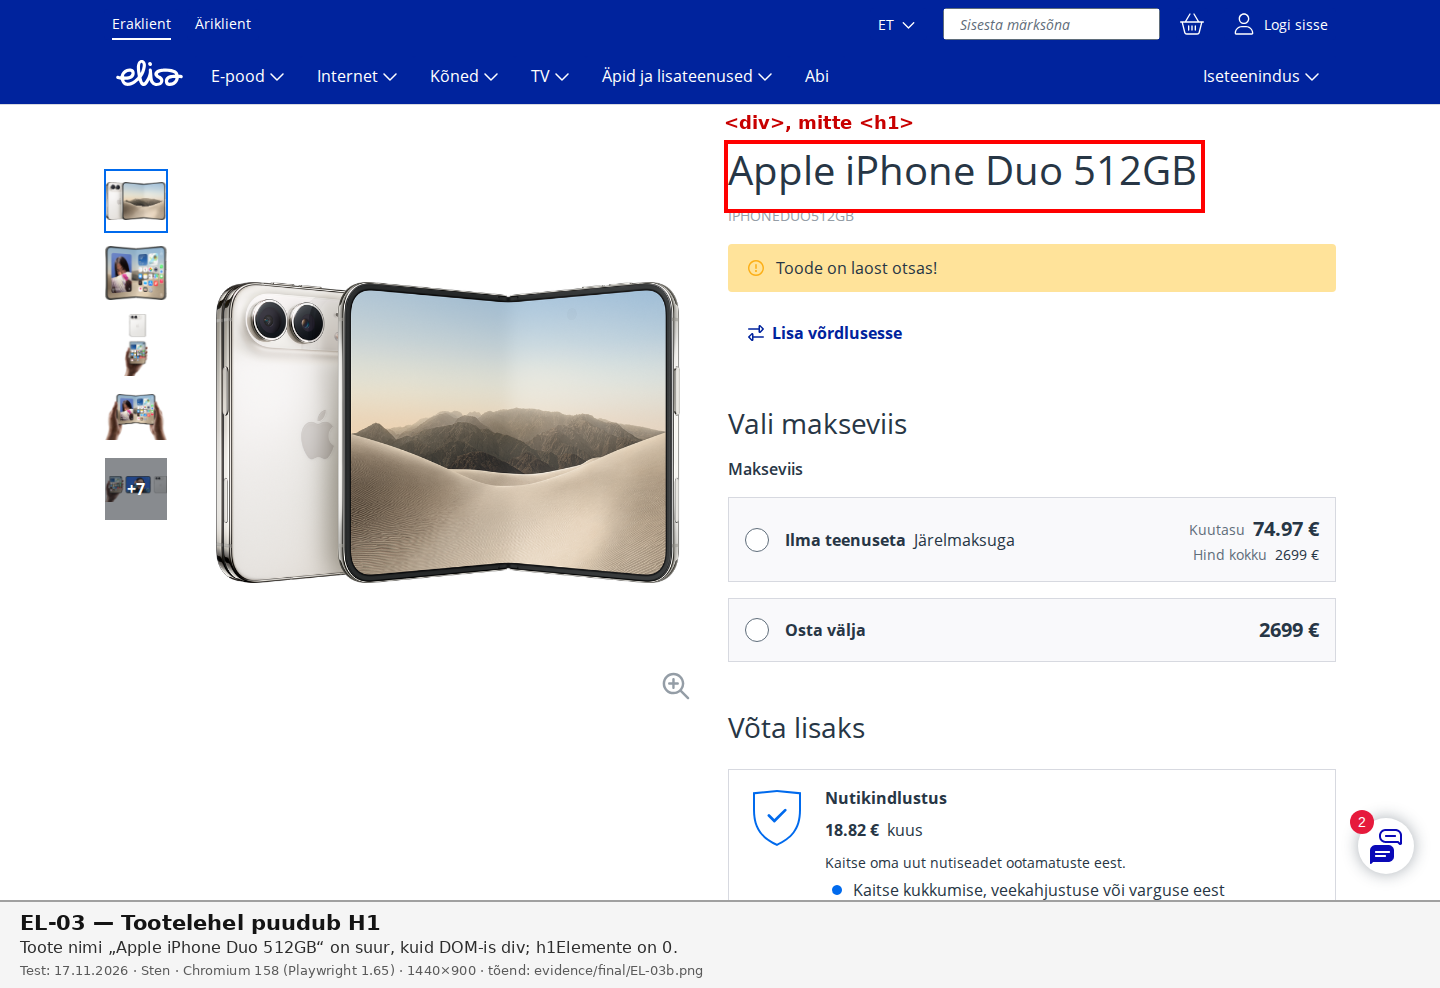 Eraklient Äriklient ET Sisesta märksõna Logi sisse
elisa E-pood Internet Kõned TV Äpid ja lisateenused Abi Iseteenindus
<div>, mitte <h1>
Apple iPhone Duo 512GB
IPHONEDUO512GB
Toode on laost otsas!
Lisa võrdlusesse
+7
Vali makseviis
Makseviis
Ilma teenuseta Järelmaksuga
Kuutasu 74.97 €
Hind kokku 2699 €
Osta välja 2699 €
Võta lisaks
Nutikindlustus
18.82 € kuus
Kaitse oma uut nutiseadet ootamatuste eest.
Kaitse kukkumise, veekahjustuse või varguse eest
2
EL-03 — Tootelehel puudub H1
Toote nimi „Apple iPhone Duo 512GB“ on suur, kuid DOM-is div; h1Elemente on 0.
Test: 17.11.2026 · Sten · Chromium 158 (Playwright 1.65) · 1440×900 · tõend: evidence/final/EL-03b.png